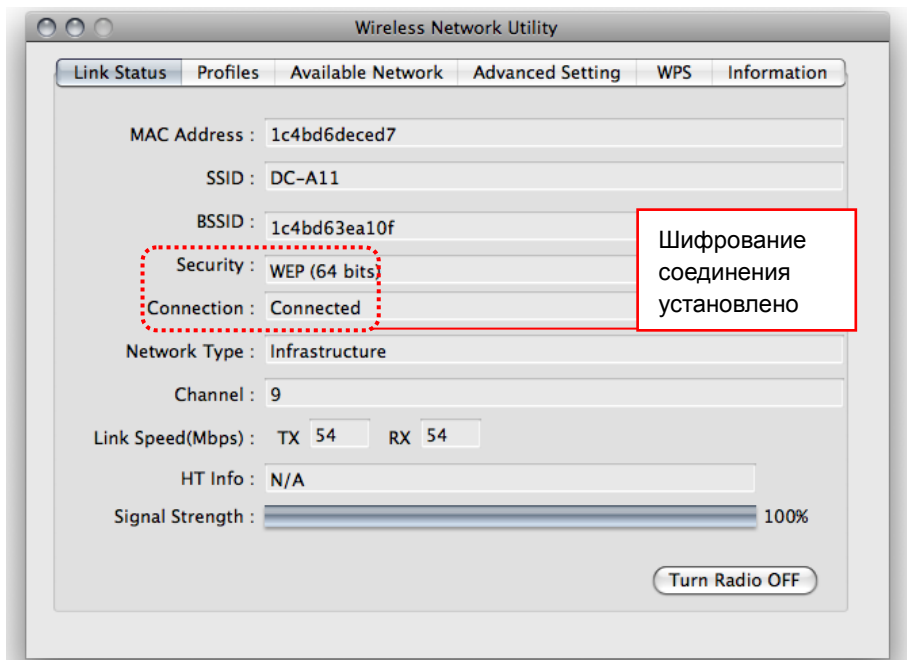 Wireless Network Utility
Link Status Profiles Available Network Advanced Setting WPS Information
MAC Address : 1c4bd6deced7
SSID : DC-A11
BSSID : 1c4bd63ea10f
Security : WEP (64 bits)
Connection : Connected
Шифрование
соединения
установлено
Network Type : Infrastructure
Channel : 9
Link Speed(Mbps) : TX 54 RX 54
HT Info : N/A
Signal Strength : 100%
Turn Radio OFF